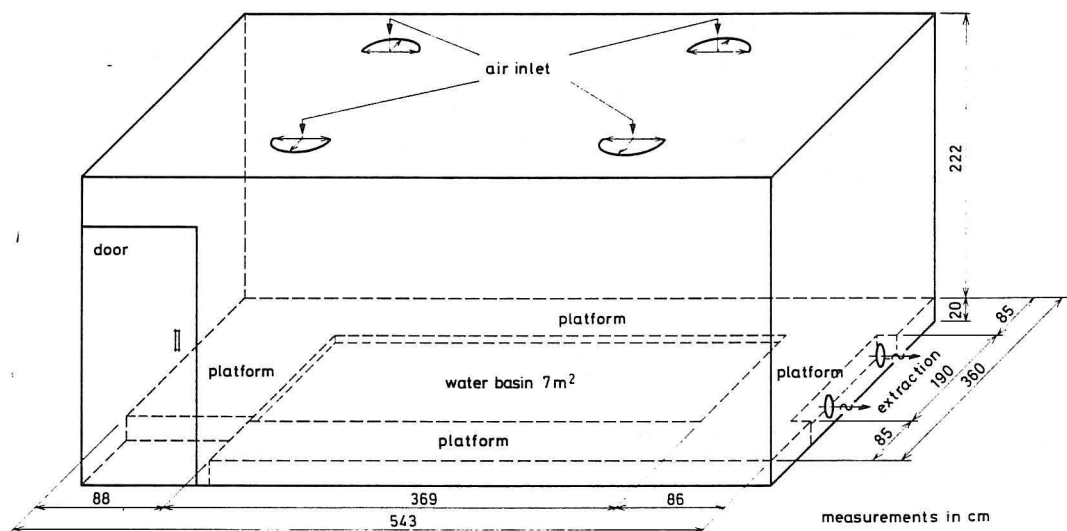 air inlet
222
door
platform
20
85
platform
platform
water basin 7m²
extraction
190
360
platform
85
88
369
86
543
measurements in cm